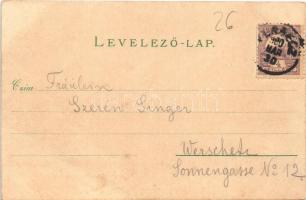 26
LEVELEZŐ-LAP.
Czim Fräulein
Szerén Singer
Werschetz
Sonnengasse No 12